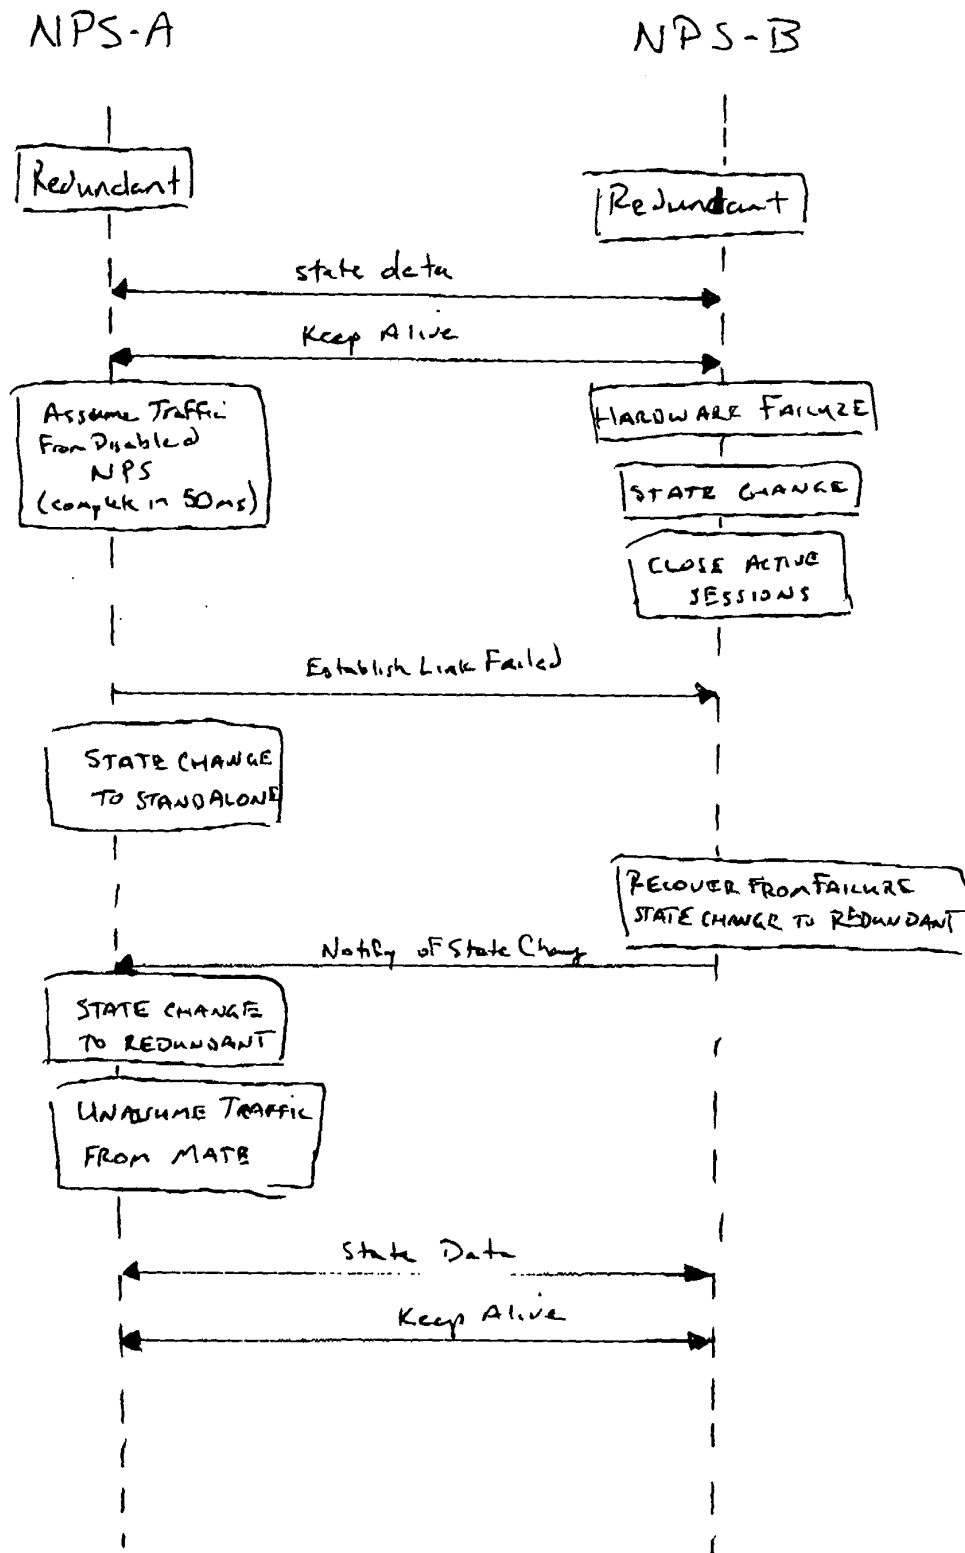 NPS-A
NPS-B
Redundant
Redundant
state data
Keep Alive
Assume Traffic
From Disabled
NPS
(complete in 50ms)
HARDWARE FAILURE
STATE CHANGE
CLOSE ACTIVE
SESSIONS
Establish Link Failed
STATE CHANGE
TO STANDALONE
RECOVER FROM FAILURE
STATE CHANGE TO REDUNDANT
Notify of State Change
STATE CHANGE
TO REDUNDANT
UNASSUME TRAFFIC
FROM MATE
State Data
Keep Alive